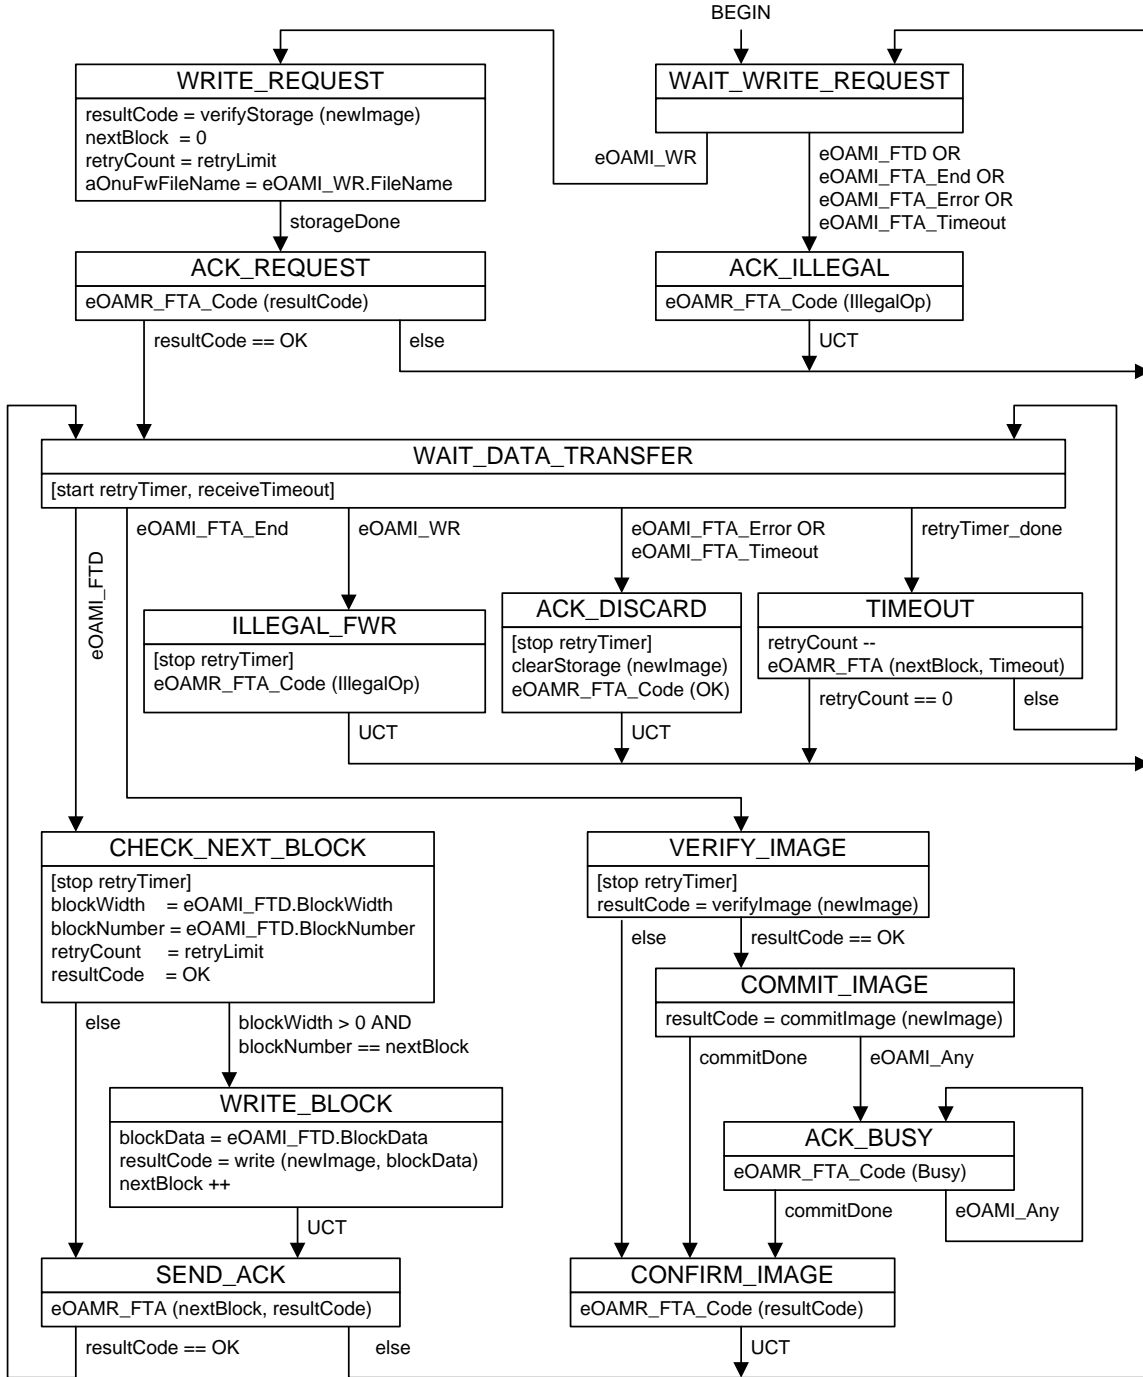 BEGIN
WRITE_REQUEST
resultCode = verifyStorage (newImage)
nextBlock = 0
retryCount = retryLimit
aOnuFwFileName = eOAMI_WR.FileName
WAIT_WRITE_REQUEST
eOAMI_WR
eOAMI_FTD OR
eOAMI_FTA_End OR
eOAMI_FTA_Error OR
eOAMI_FTA_Timeout
storageDone
ACK_REQUEST
eOAMR_FTA_Code (resultCode)
ACK_ILLEGAL
eOAMR_FTA_Code (IllegalOp)
resultCode == OK
else
UCT
WAIT_DATA_TRANSFER
[start retryTimer, receiveTimeout]
eOAMI_FTD
eOAMI_FTA_End
eOAMI_WR
eOAMI_FTA_Error OR
eOAMI_FTA_Timeout
retryTimer_done
ILLEGAL_FWR
[stop retryTimer]
eOAMR_FTA_Code (IllegalOp)
ACK_DISCARD
[stop retryTimer]
clearStorage (newImage)
eOAMR_FTA_Code (OK)
TIMEOUT
retryCount --
eOAMR_FTA (nextBlock, Timeout)
UCT
UCT
retryCount == 0
else
CHECK_NEXT_BLOCK
[stop retryTimer]
blockWidth = eOAMI_FTD.BlockWidth
blockNumber = eOAMI_FTD.BlockNumber
retryCount = retryLimit
resultCode = OK
VERIFY_IMAGE
[stop retryTimer]
resultCode = verifyImage (newImage)
else
resultCode == OK
else
blockWidth > 0 AND
blockNumber == nextBlock
COMMIT_IMAGE
resultCode = commitImage (newImage)
commitDone
eOAMI_Any
WRITE_BLOCK
blockData = eOAMI_FTD.BlockData
resultCode = write (newImage, blockData)
nextBlock ++
ACK_BUSY
eOAMR_FTA_Code (Busy)
UCT
commitDone
eOAMI_Any
SEND_ACK
eOAMR_FTA (nextBlock, resultCode)
CONFIRM_IMAGE
eOAMR_FTA_Code (resultCode)
resultCode == OK
else
UCT